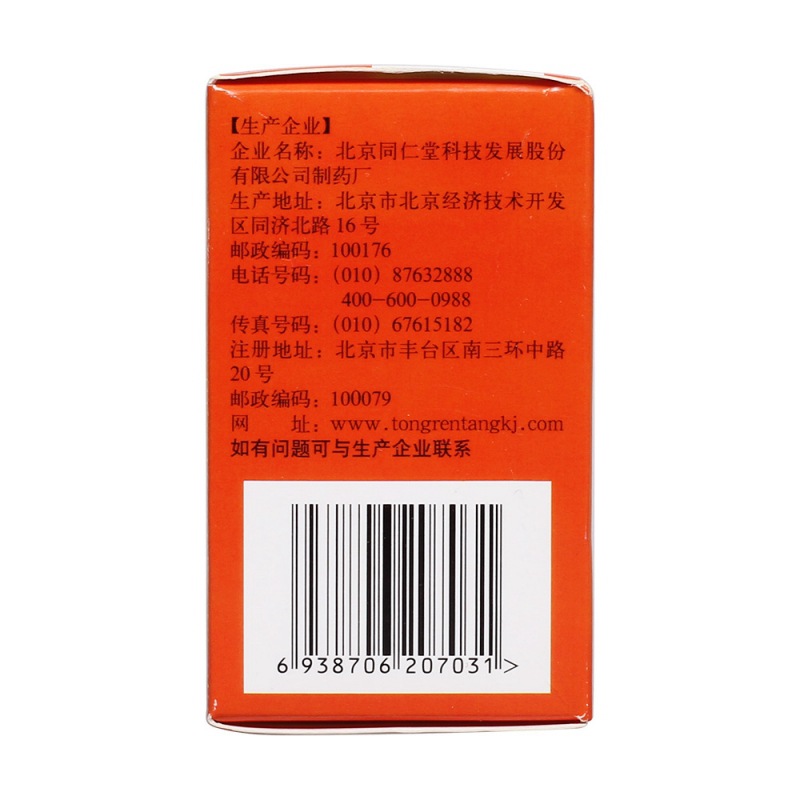 【生产企业】
企业名称：北京同仁堂科技发展股份
有限公司制药厂
生产地址：北京市北京经济技术开发
区同济北路16号
邮政编码：100176
电话号码：（010）87632888
400-600-0988
传真号码：（010）67615182
注册地址：北京市丰台区南三环中路
20号
邮政编码：100079
网　　址：www.tongrentangkj.com
如有问题可与生产企业联系
6 938706 207031 >